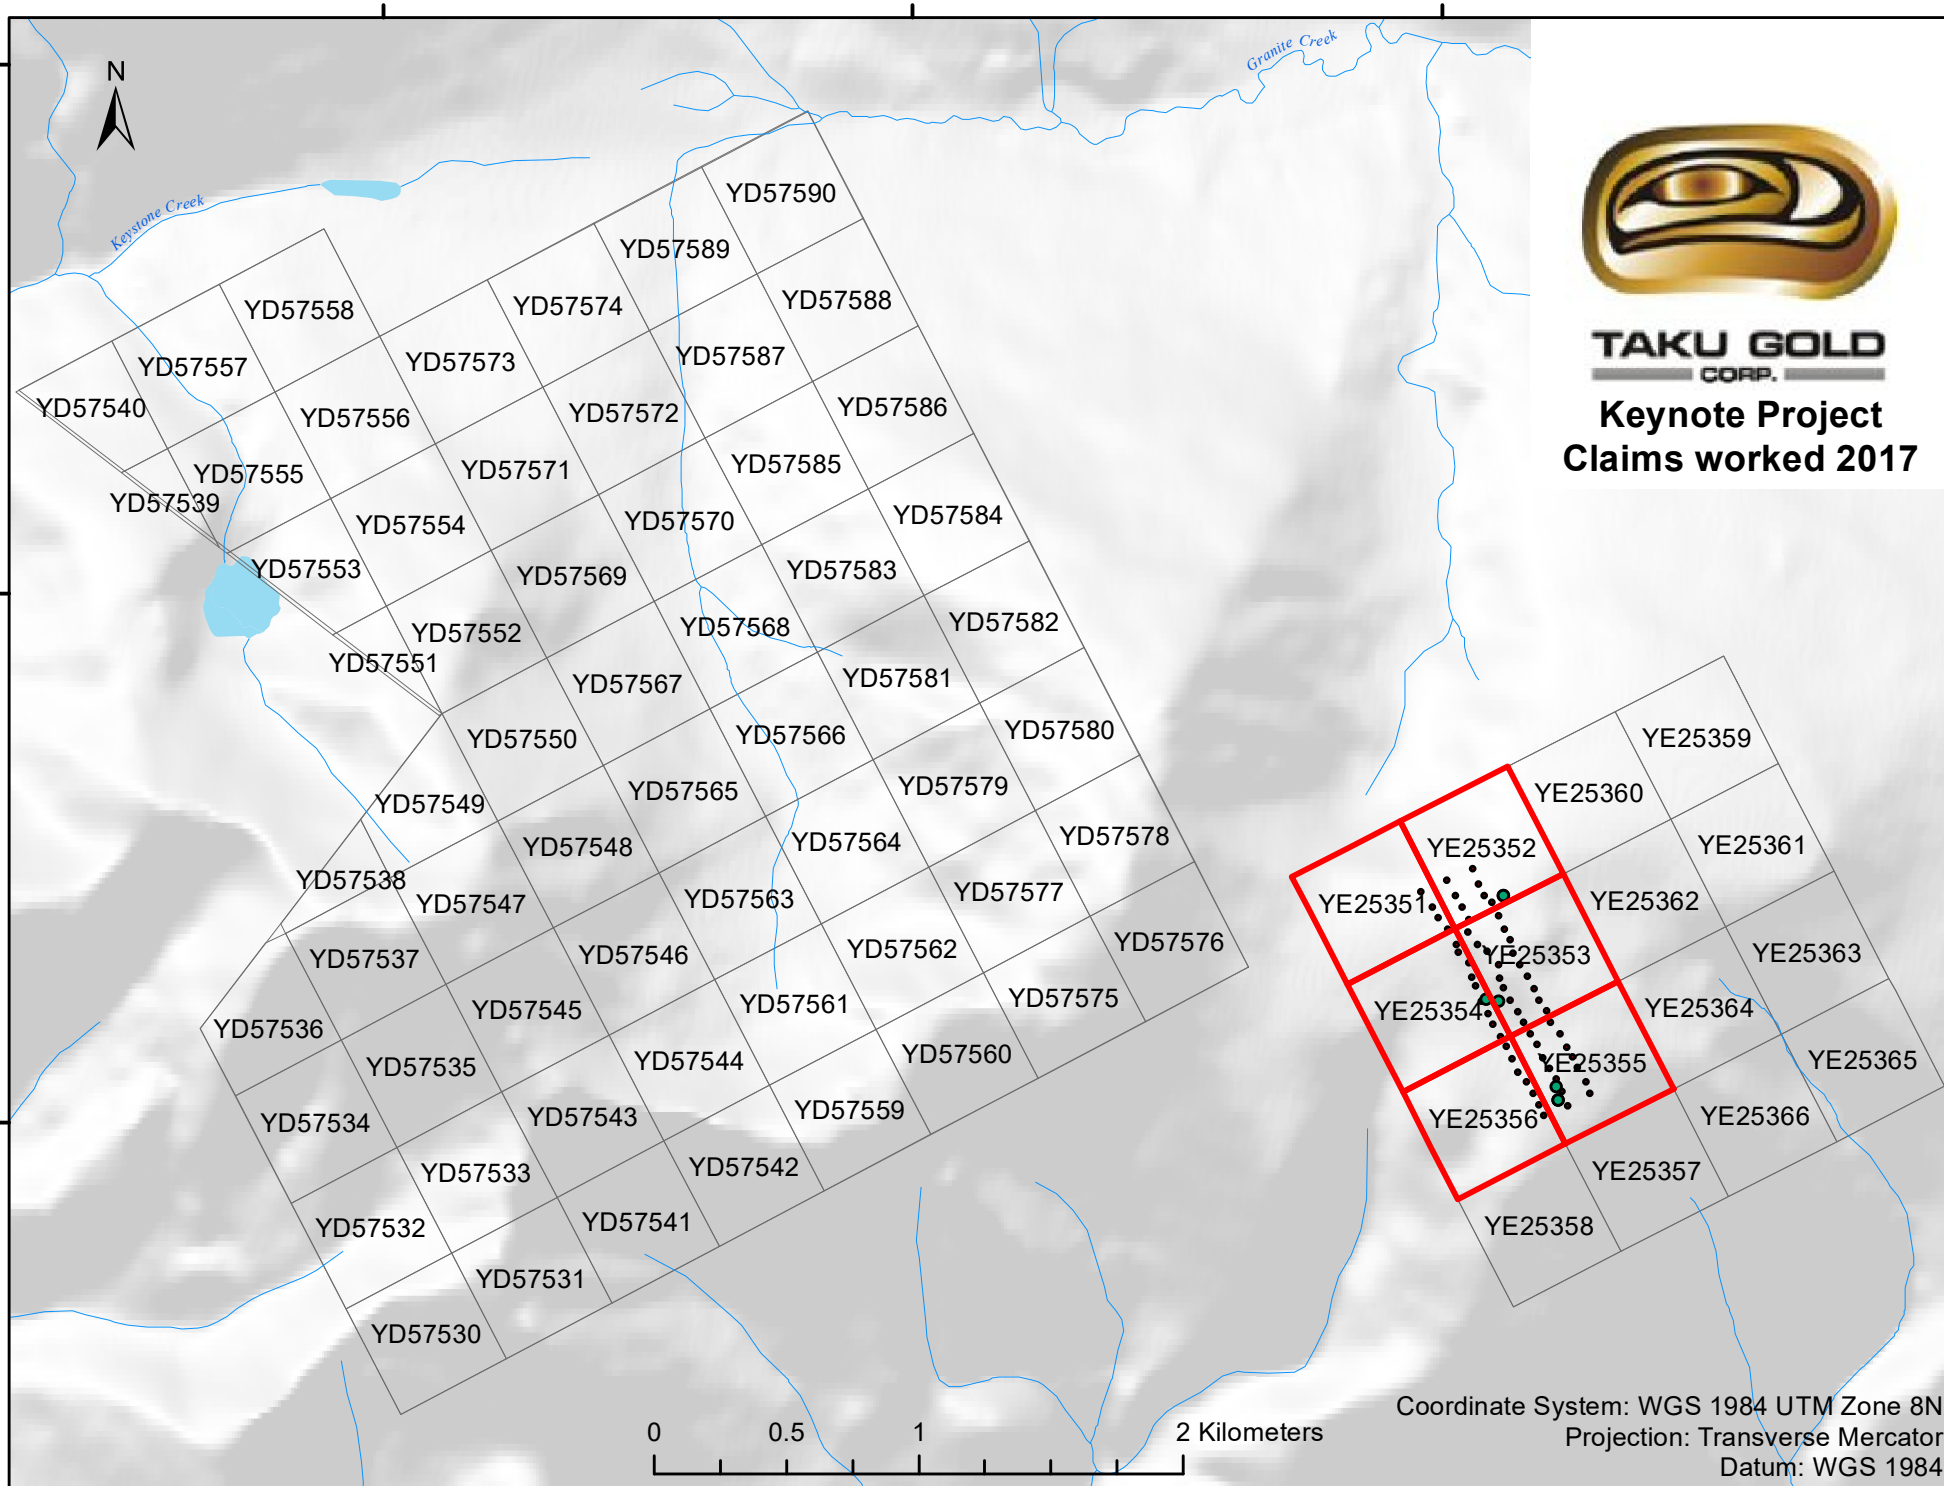 N
Granite Creek
Keystone Creek
TAKU GOLD
CORP.
Keynote Project
Claims worked 2017
YD57590
YD57589
YD57588
YD57574
YD57558
YD57587
YD57573
YD57557
YD57586
YD57572
YD57556
YD57540
YD57585
YD57571
YD57555
YD57539
YD57584
YD57570
YD57554
YD57583
YD57569
YD57553
YD57582
YD57568
YD57552
YD57551
YD57581
YD57567
YD57580
YD57566
YD57550
YE25359
YD57579
YD57565
YD57549
YE25360
YD57578
YD57564
YD57548
YE25352
YE25361
YD57577
YD57563
YD57547
YD57538
YE25351
YE25362
YD57576
YD57562
YD57546
YD57537
YE25353
YE25363
YD57575
YD57561
YD57545
YD57536
YE25354
YE25364
YD57560
YD57544
YD57535
YE25355
YE25365
YD57559
YD57543
YD57534
YE25356
YE25366
YD57542
YD57533
YE25357
YD57541
YD57532
YE25358
YD57531
YD57530
0 0.5 1 2 Kilometers
Coordinate System: WGS 1984 UTM Zone 8N
Projection: Transverse Mercator
Datum: WGS 1984